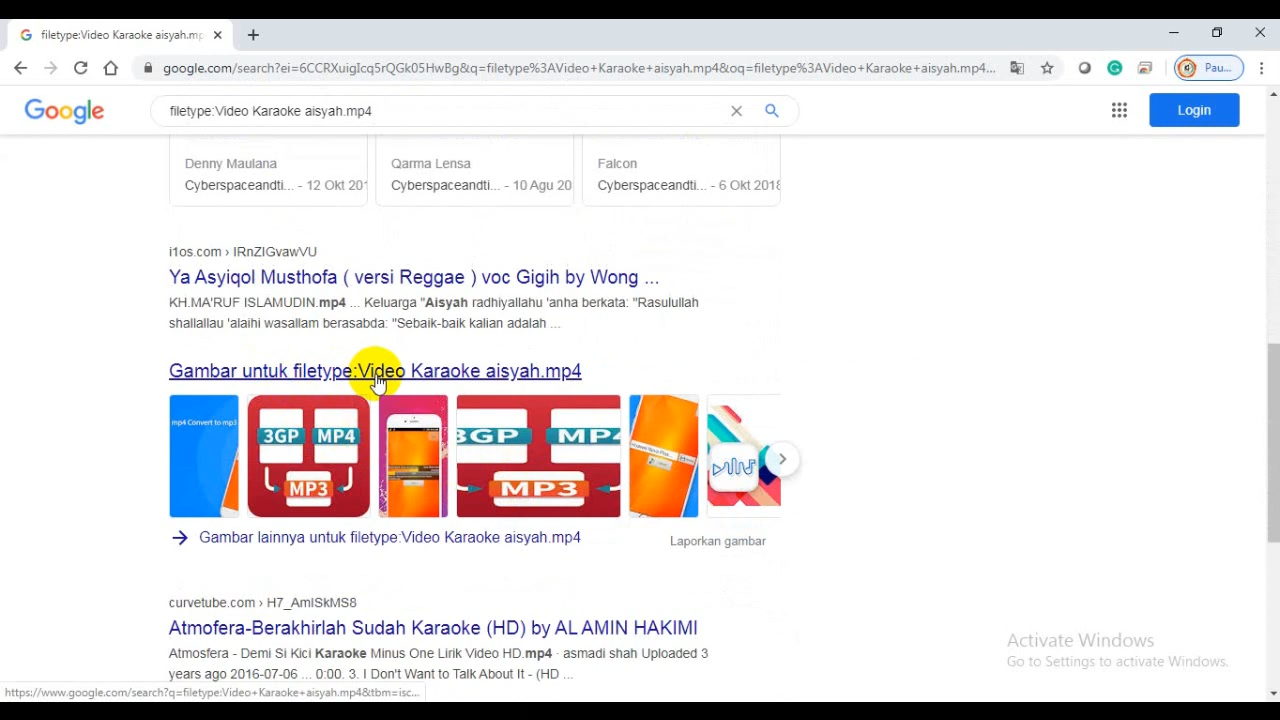 filetype:Video Karaoke aisyah.mp4
google.com/search?ei=6CCRXuigIcq5rQGk05HwBg&q=filetype%3AVideo+Karaoke+aisyah.mp4&oq=filetype%3AVideo+Karaoke+aisyah.mp4...
Pau...
Google
filetype:Video Karaoke aisyah.mp4
Login
Denny Maulana
Qarma Lensa
Falcon
Cyberspaceandti... - 12 Okt 201
Cyberspaceandti... - 10 Agu 20
Cyberspaceandti... - 6 Okt 2018
i1os.com › IRnZIGvawVU
Ya Asyiqol Musthofa ( versi Reggae ) voc Gigih by Wong ...
KH.MA'RUF ISLAMUDIN.mp4 ... Keluarga "Aisyah radhiyallahu 'anha berkata: "Rasulullah
shallallau 'alaihi wasallam berasabda: "Sebaik-baik kalian adalah ...
Gambar untuk filetype:Video Karaoke aisyah.mp4
mp4 Convert to mp3
3GP MP4
MP3
3GP MP4
MP3
Gambar lainnya untuk filetype:Video Karaoke aisyah.mp4
Laporkan gambar
curvetube.com › H7_AmISkMS8
Atmofera-Berakhirlah Sudah Karaoke (HD) by AL AMIN HAKIMI
Atmosfera - Demi Si Kici Karaoke Minus One Lirik Video HD.mp4 · asmadi shah Uploaded 3
years ago 2016-07-06 ... 0:00. 3. I Don't Want to Talk About It - (HD ...
Activate Windows
Go to Settings to activate Windows.
https://www.google.com/search?q=filetype:Video+Karaoke+aisyah.mp4&tbm=isc...